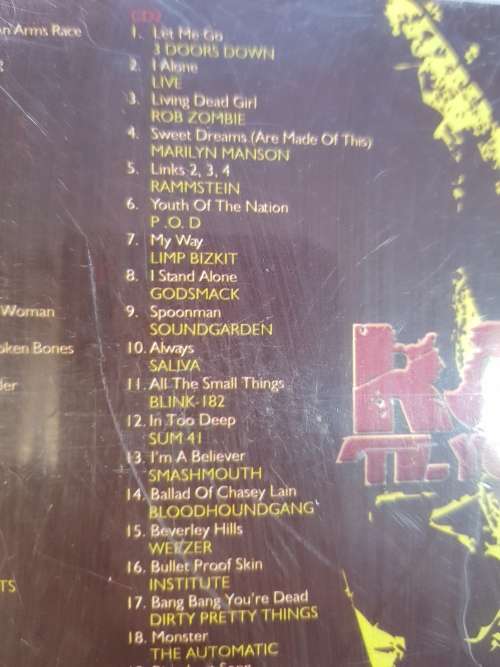 n Arms Race
Woman
oken Bones
der
TS
CD2
1. Let Me Go
3 DOORS DOWN
2. I Alone
LIVE
3. Living Dead Girl
ROB ZOMBIE
4. Sweet Dreams (Are Made Of This)
MARILYN MANSON
5. Links 2, 3, 4
RAMMSTEIN
6. Youth Of The Nation
P .O. D
7. My Way
LIMP BIZKIT
8. I Stand Alone
GODSMACK
9. Spoonman
SOUNDGARDEN
10. Always
SALIVA
11. All The Small Things
BLINK-182
12. In Too Deep
SUM 41
13. I'm A Believer
SMASHMOUTH
14. Ballad Of Chasey Lain
BLOODHOUNDGANG
15. Beverley Hills
WEEZER
16. Bullet Proof Skin
INSTITUTE
17. Bang Bang You're Dead
DIRTY PRETTY THINGS
18. Monster
THE AUTOMATIC